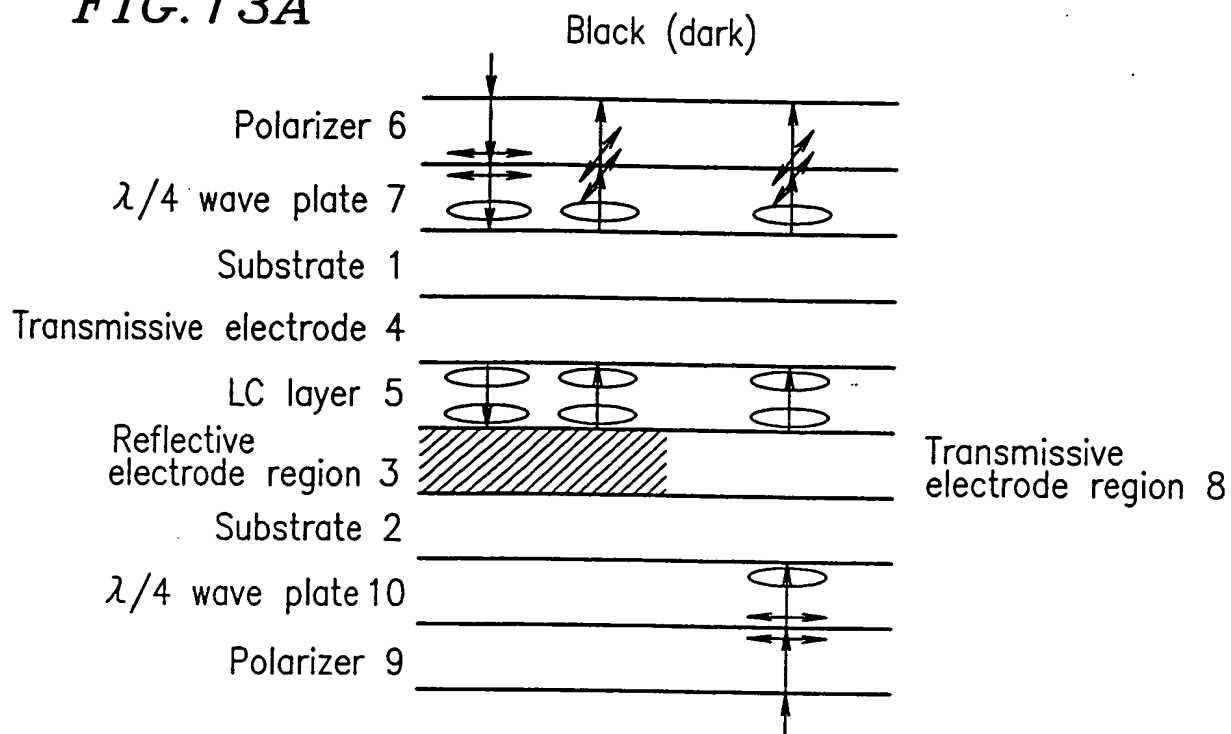 FIG. 13A
Black (dark)
Polarizer 6
λ/4 wave plate 7
Substrate 1
Transmissive electrode 4
LC layer 5
Reflective
electrode region 3
Transmissive
electrode region 8
Substrate 2
λ/4 wave plate 10
Polarizer 9